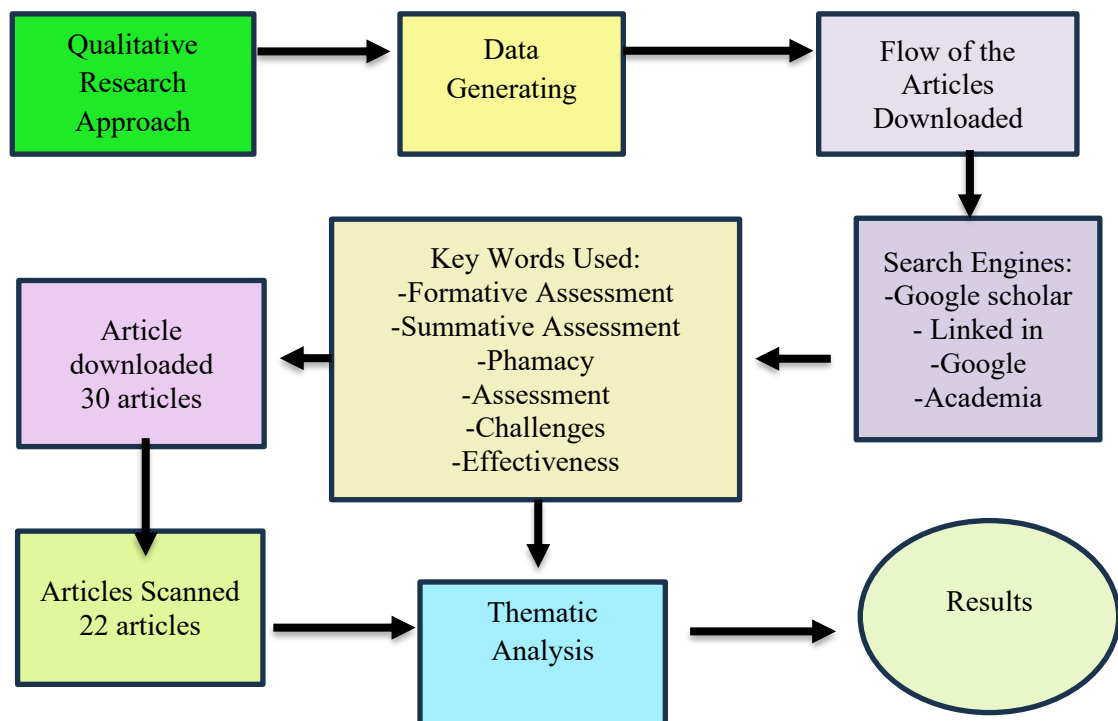 Qualitative
Research
Approach
Data
Generating
Flow of the
Articles
Downloaded
Search Engines:
-Google scholar
- Linked in
-Google
-Academia
Key Words Used:
-Formative Assessment
-Summative Assessment
-Phamacy
-Assessment
-Challenges
-Effectiveness
Article
downloaded
30 articles
Articles Scanned
22 articles
Thematic
Analysis
Results